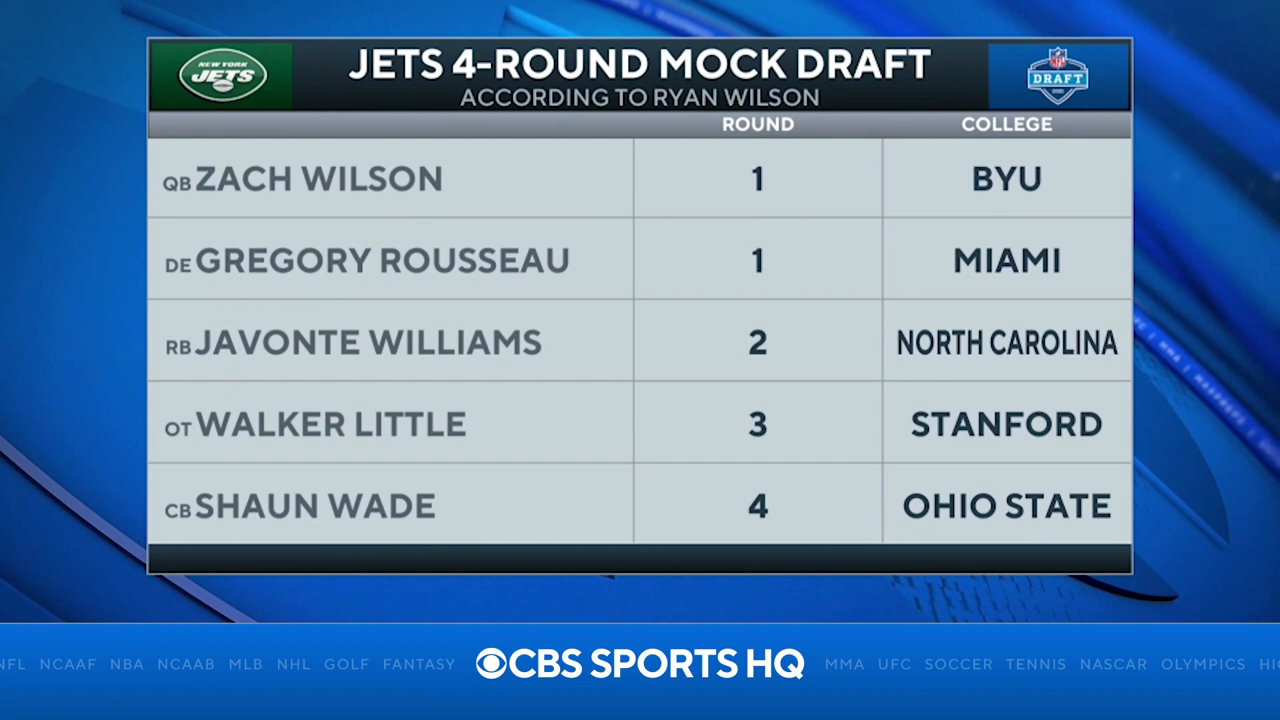 NEW YORK
JETS
JETS 4-ROUND MOCK DRAFT
ACCORDING TO RYAN WILSON
NFL
DRAFT
ROUND
COLLEGE
QB ZACH WILSON 1 BYU
DE GREGORY ROUSSEAU 1 MIAMI
RB JAVONTE WILLIAMS 2 NORTH CAROLINA
OT WALKER LITTLE 3 STANFORD
CB SHAUN WADE 4 OHIO STATE
NFL NCAAF NBA NCAAB MLB NHL GOLF FANTASY CBS SPORTS HQ MMA UFC SOCCER TENNIS NASCAR OLYMPICS